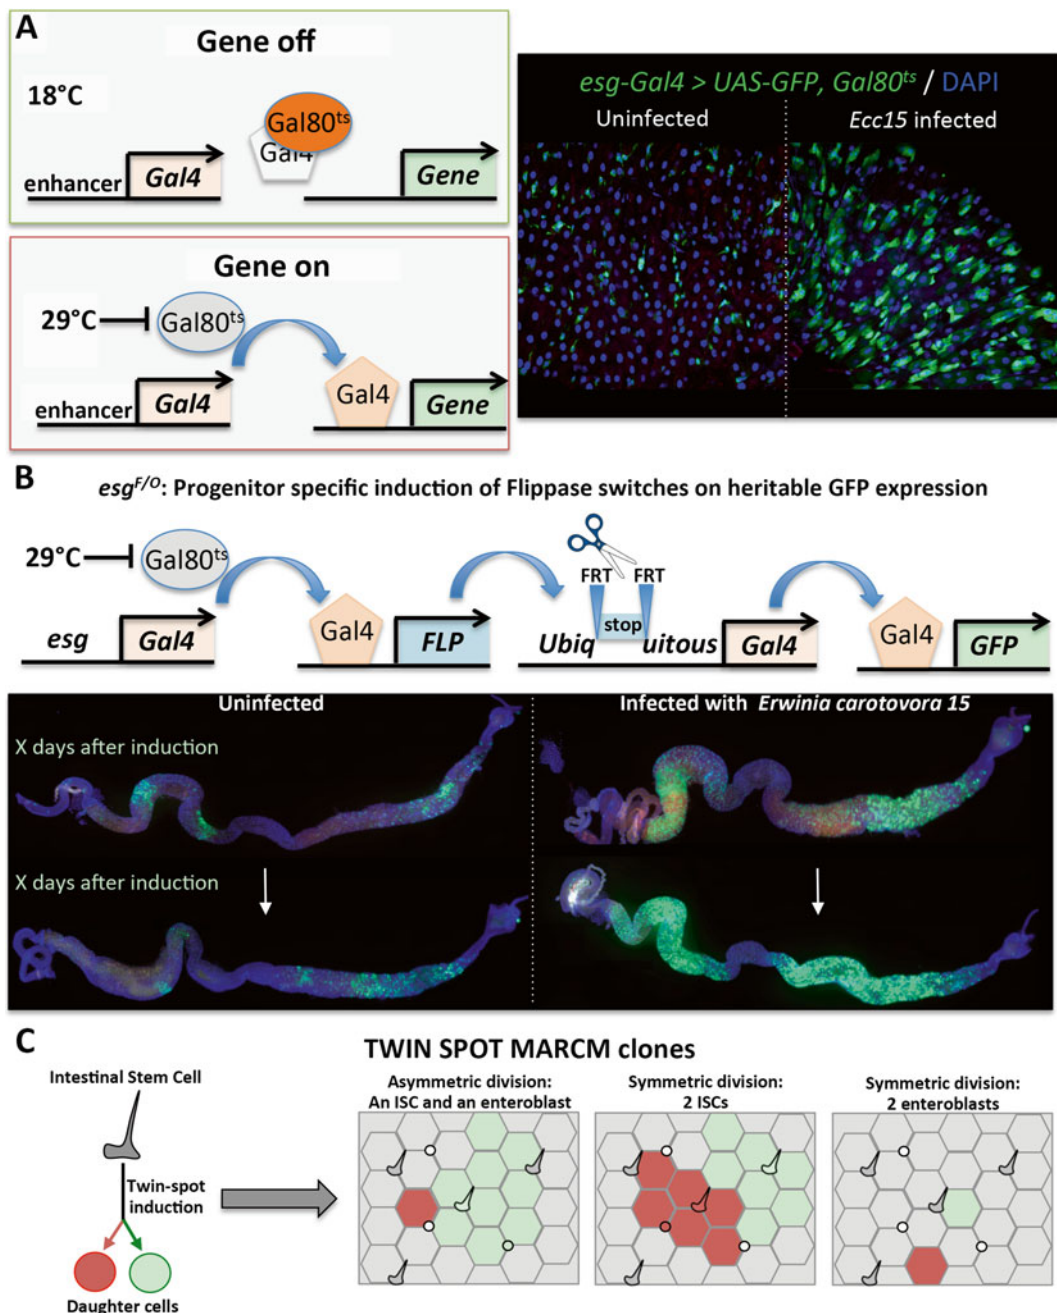 A
Gene off
18°C
Gal80ts
Gal4
enhancer
Gal4
Gene
Gene on
29°C
Gal80ts
enhancer
Gal4
Gal4
Gene
esg-Gal4 > UAS-GFP, Gal80ts / DAPI
Uninfected
Ecc15 infected
B
esgF/O: Progenitor specific induction of Flippase switches on heritable GFP expression
29°C
Gal80ts
esg
Gal4
Gal4
FLP
FRT
FRT
stop
Ubiq
uitous
Gal4
Gal4
GFP
Uninfected
Infected with Erwinia carotovora 15
X days after induction
X days after induction
C
TWIN SPOT MARCM clones
Intestinal Stem Cell
Twin-spot
induction
Daughter cells
Asymmetric division:
An ISC and an enteroblast
Symmetric division:
2 ISCs
Symmetric division:
2 enteroblasts